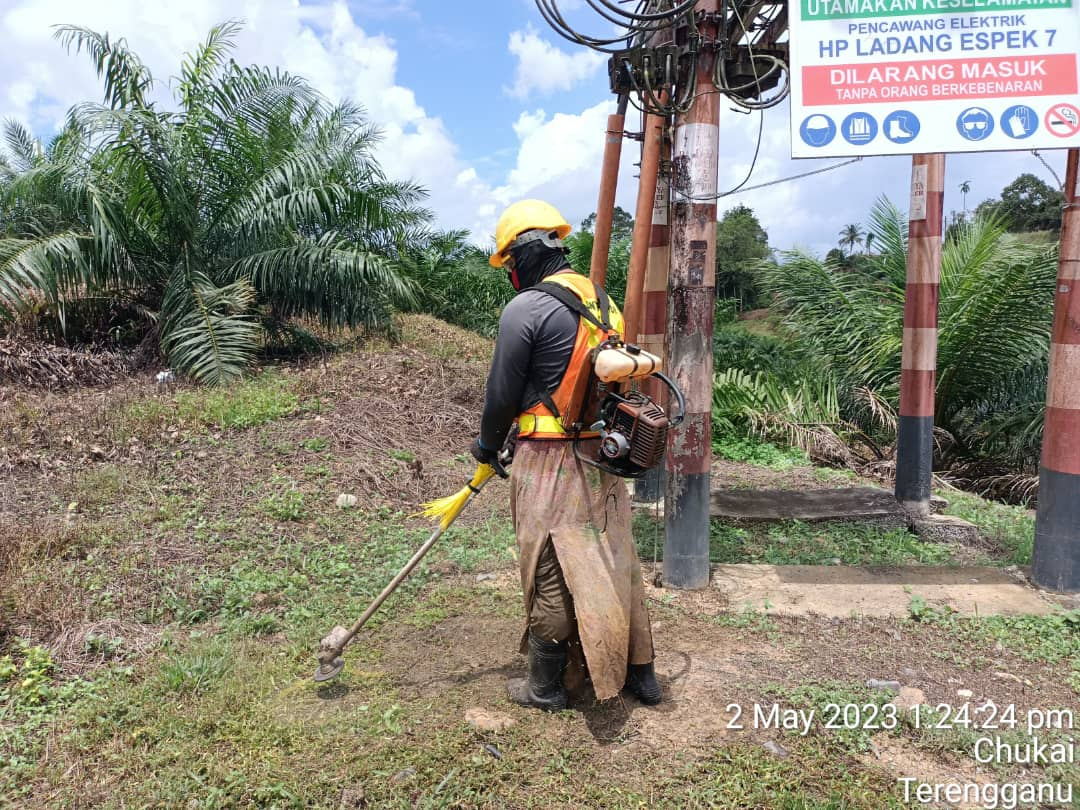 UTAMAKAN KESELAMATAN
PENCAWANG ELEKTRIK
HP LADANG ESPEK 7
DILARANG MASUK
TANPA ORANG BERKEBENARAN
2 May 2023 1:24:24 pm
Chukai
Terengganu